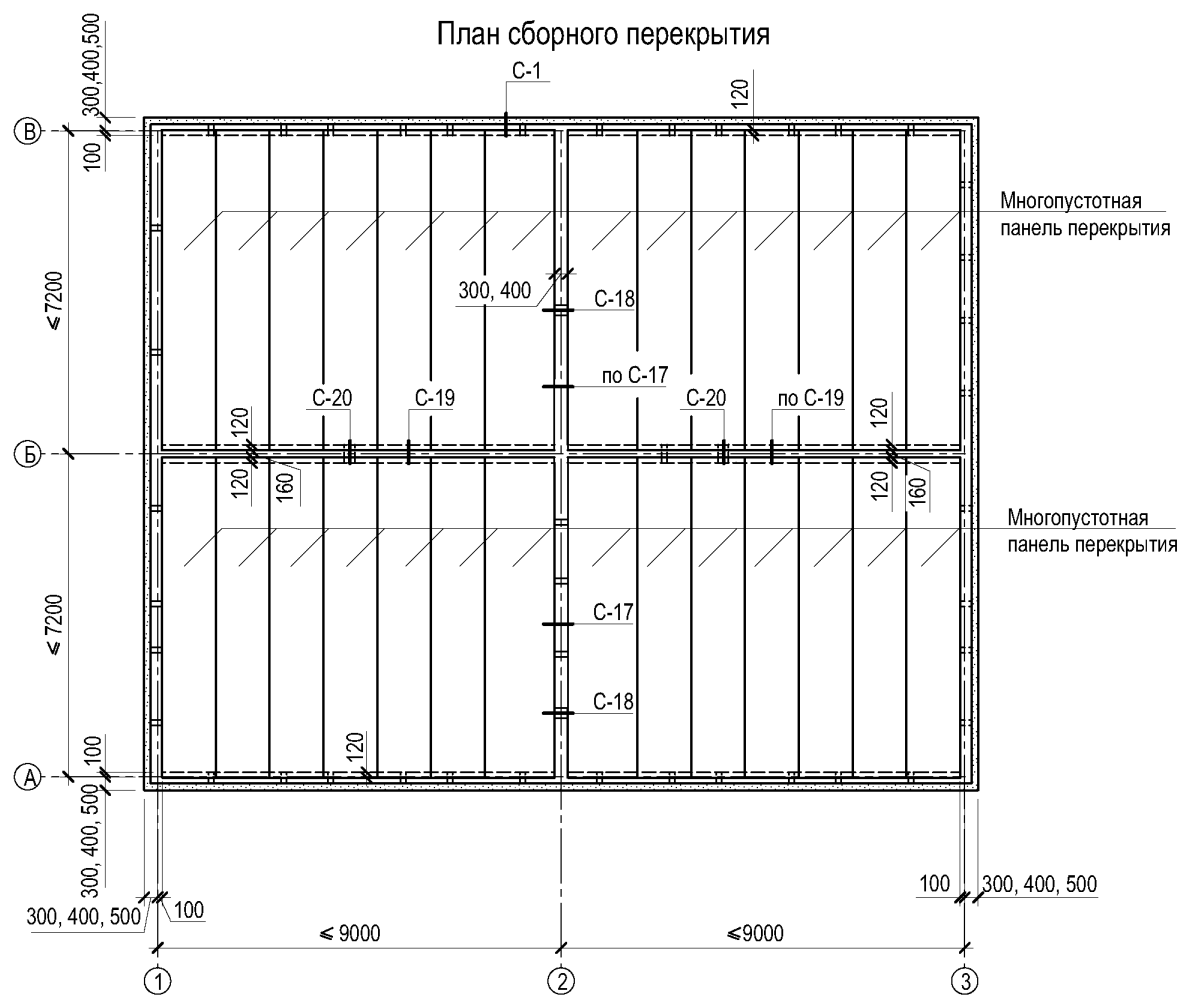 План сборного перекрытия
300,400,500
С-1
120
В
100
Многопустотная
панель перекрытия
⩽ 7200
300, 400
С-18
по С-17
С-20
С-19
С-20
по С-19
120
120
Б
120
160
120
160
Многопустотная
панель перекрытия
⩽ 7200
С-17
С-18
100
120
А
300, 400, 500
300, 400, 500
100
100
300, 400, 500
⩽ 9000
⩽9000
1
2
3